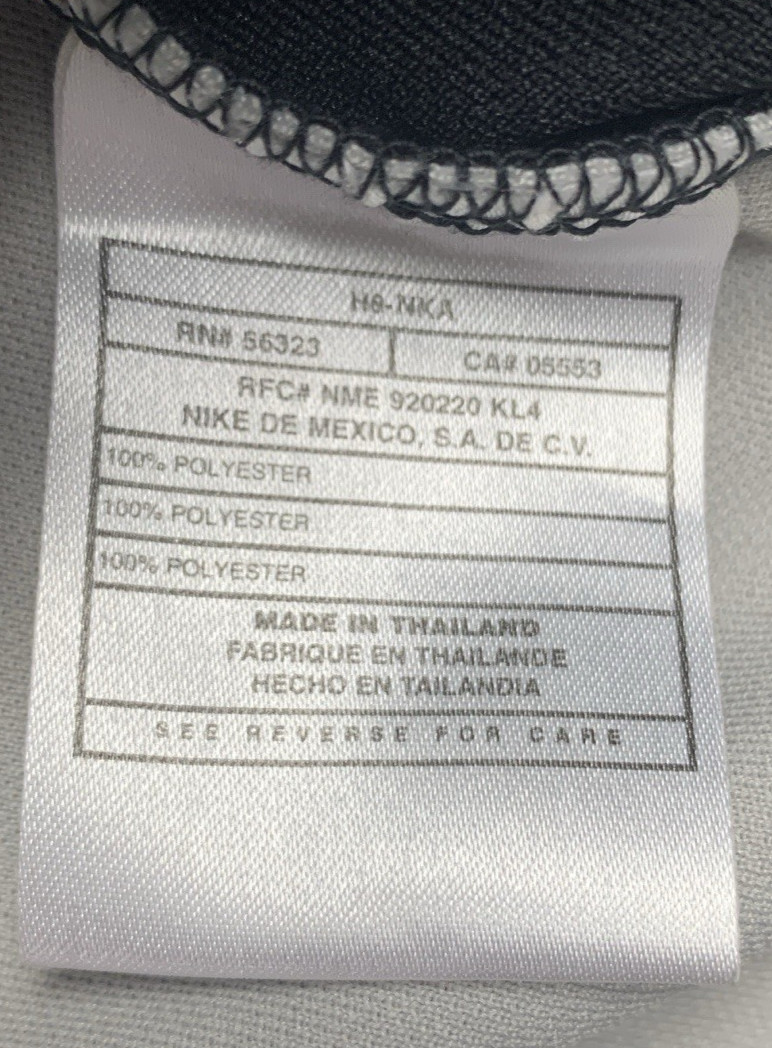 H8-NKA
RN# 56323 CA# 05553
RFC# NME 920220 KL4
NIKE DE MEXICO, S.A. DE C.V.
100% POLYESTER
100% POLYESTER
100% POLYESTER
MADE IN THAILAND
FABRIQUE EN THAILANDE
HECHO EN TAILANDIA
SEE REVERSE FOR CARE